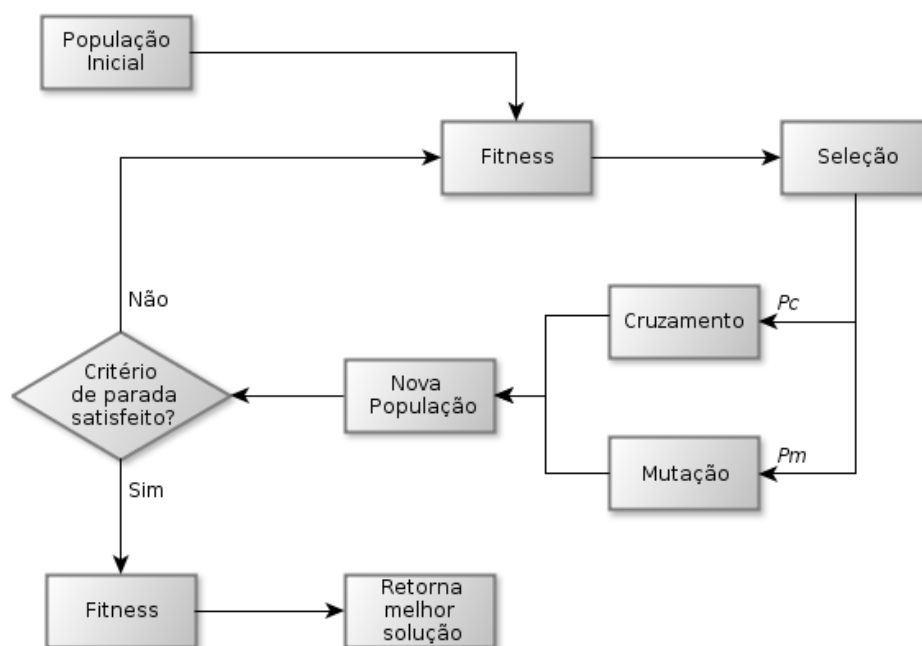 População
Inicial
Fitness
Seleção
Não
Pc
Cruzamento
Critério
de parada
satisfeito?
Nova
População
Pm
Mutação
Sim
Fitness
Retorna
melhor
solução